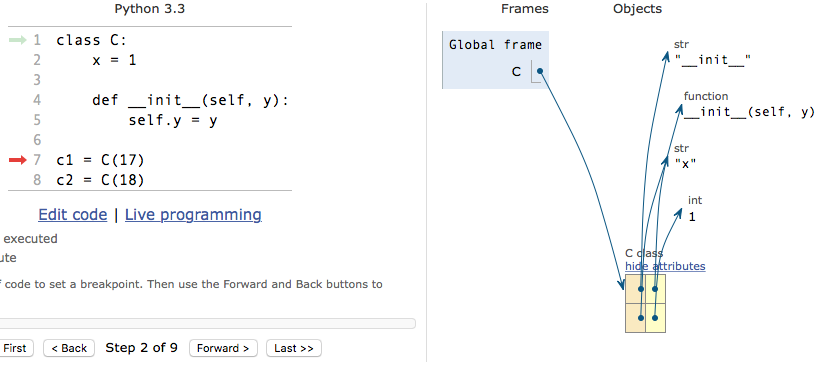 Python 3.3
1 class C:
2 x = 1
3
4 def __init__(self, y):
5 self.y = y
6
7 c1 = C(17)
8 c2 = C(18)
Edit code | Live programming
executed
ute
f code to set a breakpoint. Then use the Forward and Back buttons to
First
< Back
Step 2 of 9
Forward >
Last >>
Frames
Objects
Global frame
C
str
"__init__"
function
__init__(self, y)
str
"x"
int
1
C class
hide attributes